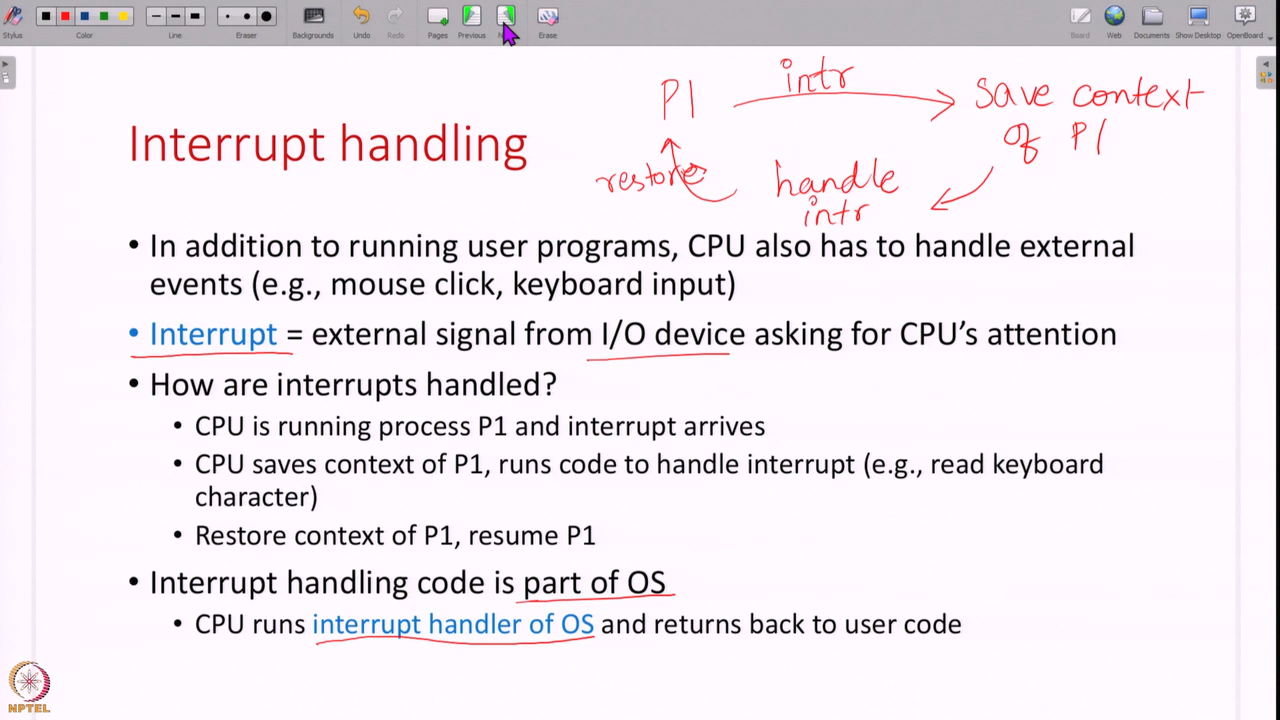 Stylus
Color
Line
Eraser
Backgrounds
Undo
Redo
Pages
Previous
Erase
Board
Web
Documents
Show Desktop
OpenBoard
P1 intr save context
of P1
restore handle
intr
Interrupt handling
• In addition to running user programs, CPU also has to handle external
events (e.g., mouse click, keyboard input)
• Interrupt = external signal from I/O device asking for CPU’s attention
• How are interrupts handled?
• CPU is running process P1 and interrupt arrives
• CPU saves context of P1, runs code to handle interrupt (e.g., read keyboard
character)
• Restore context of P1, resume P1
• Interrupt handling code is part of OS
• CPU runs interrupt handler of OS and returns back to user code
NPTEL